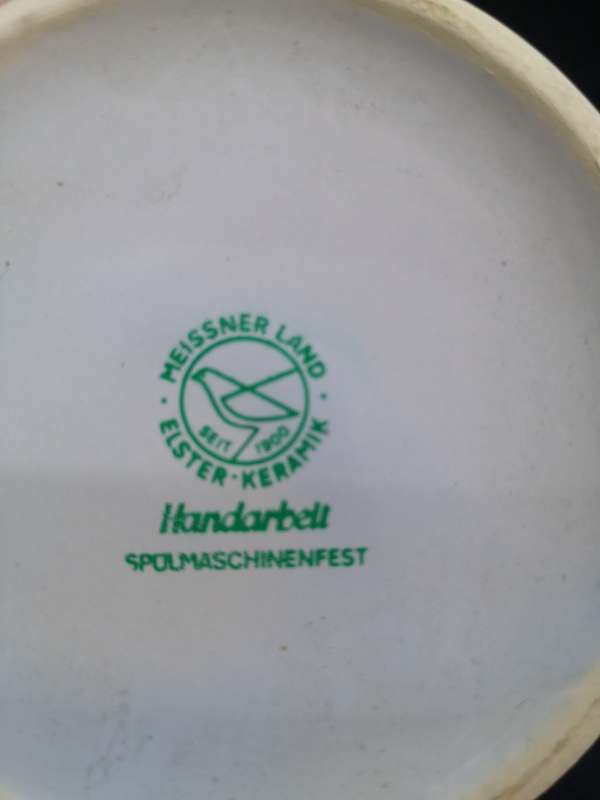 · MEISSNER LAND ·
SEIT 1900
ELSTER · KERAMIK
Handarbeit
SPÜLMASCHINENFEST